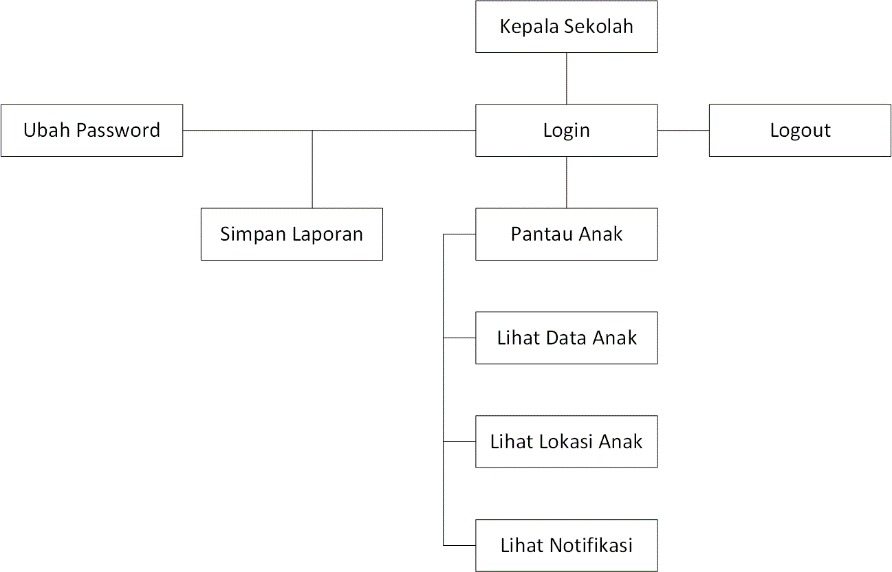 Kepala Sekolah
Ubah Password
Login
Logout
Simpan Laporan
Pantau Anak
Lihat Data Anak
Lihat Lokasi Anak
Lihat Notifikasi